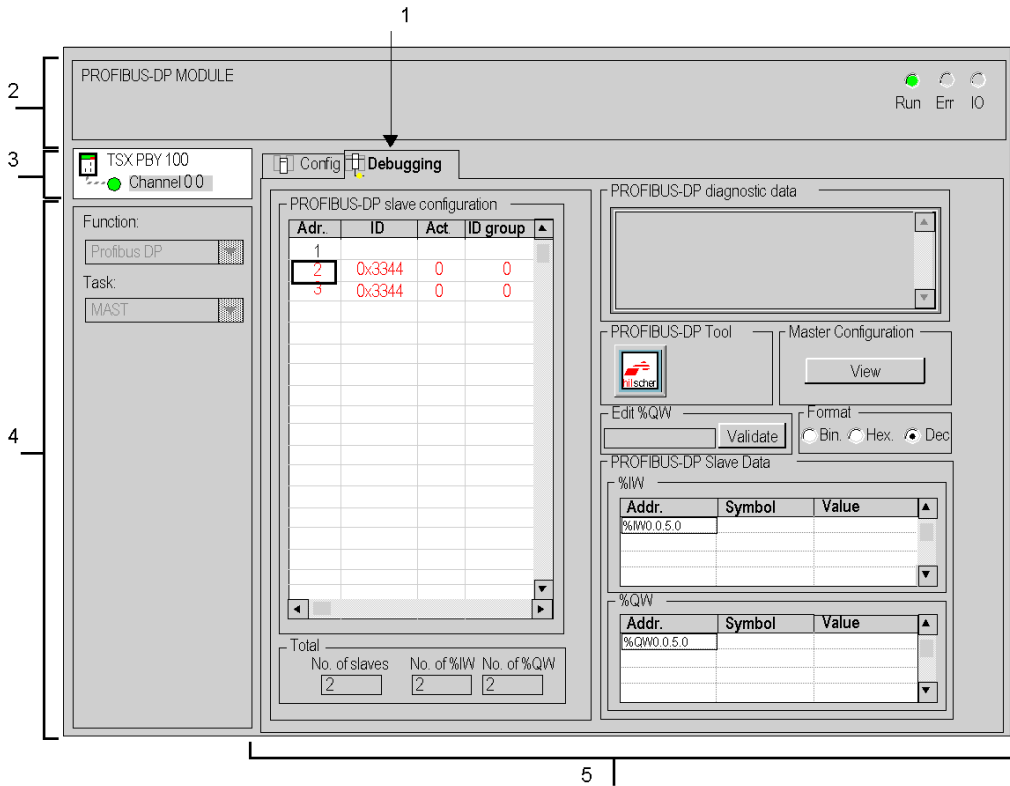 1
2
PROFIBUS-DP MODULE
Run Err IO
3
TSX PBY 100
Channel 0 0
Config Debugging
4
Function:
Profibus DP
Task:
MAST
PROFIBUS-DP slave configuration
Adr.. ID Act. ID group
1
2 0x3344 0 0
3 0x3344 0 0
Total
No. of slaves No. of %IW No. of %QW
2 2 2
PROFIBUS-DP diagnostic data
PROFIBUS-DP Tool
hilscher
Master Configuration
View
Edit %QW
Validate
Format
Bin. Hex. Dec
PROFIBUS-DP Slave Data
%IW
Addr. Symbol Value
%IW0.0.5.0
%QW
Addr. Symbol Value
%QW0.0.5.0
5